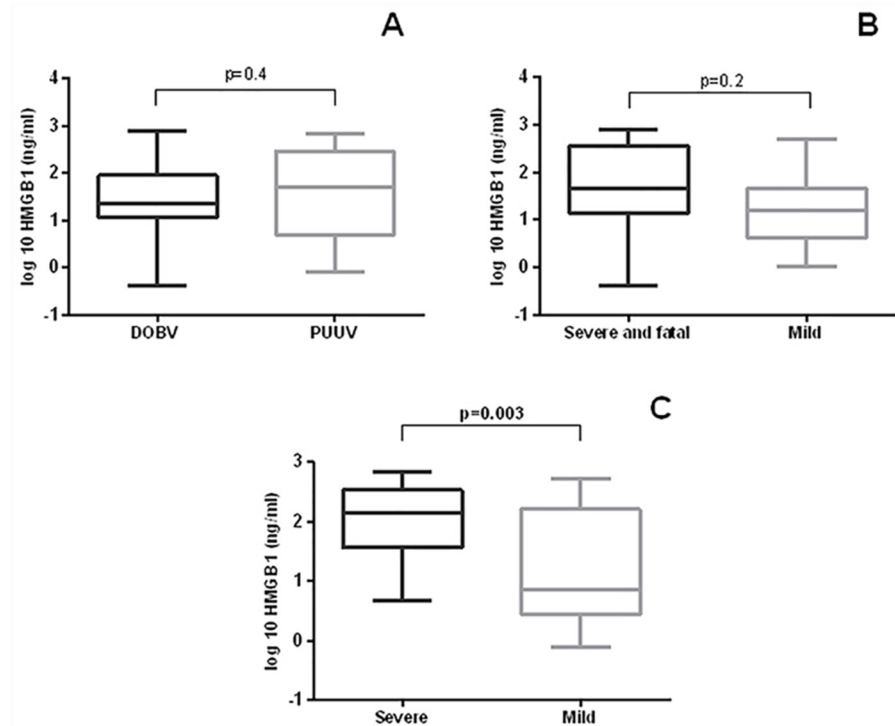 A
p=0.4
4
3
2
1
0
-1
log 10 HMGB1 (ng/ml)
DOBV PUUV
B
p=0.2
4
3
2
1
0
-1
log 10 HMGB1 (ng/ml)
Severe and fatal Mild
C
p=0.003
3
2
1
0
-1
log 10 HMGB1 (ng/ml)
Severe Mild